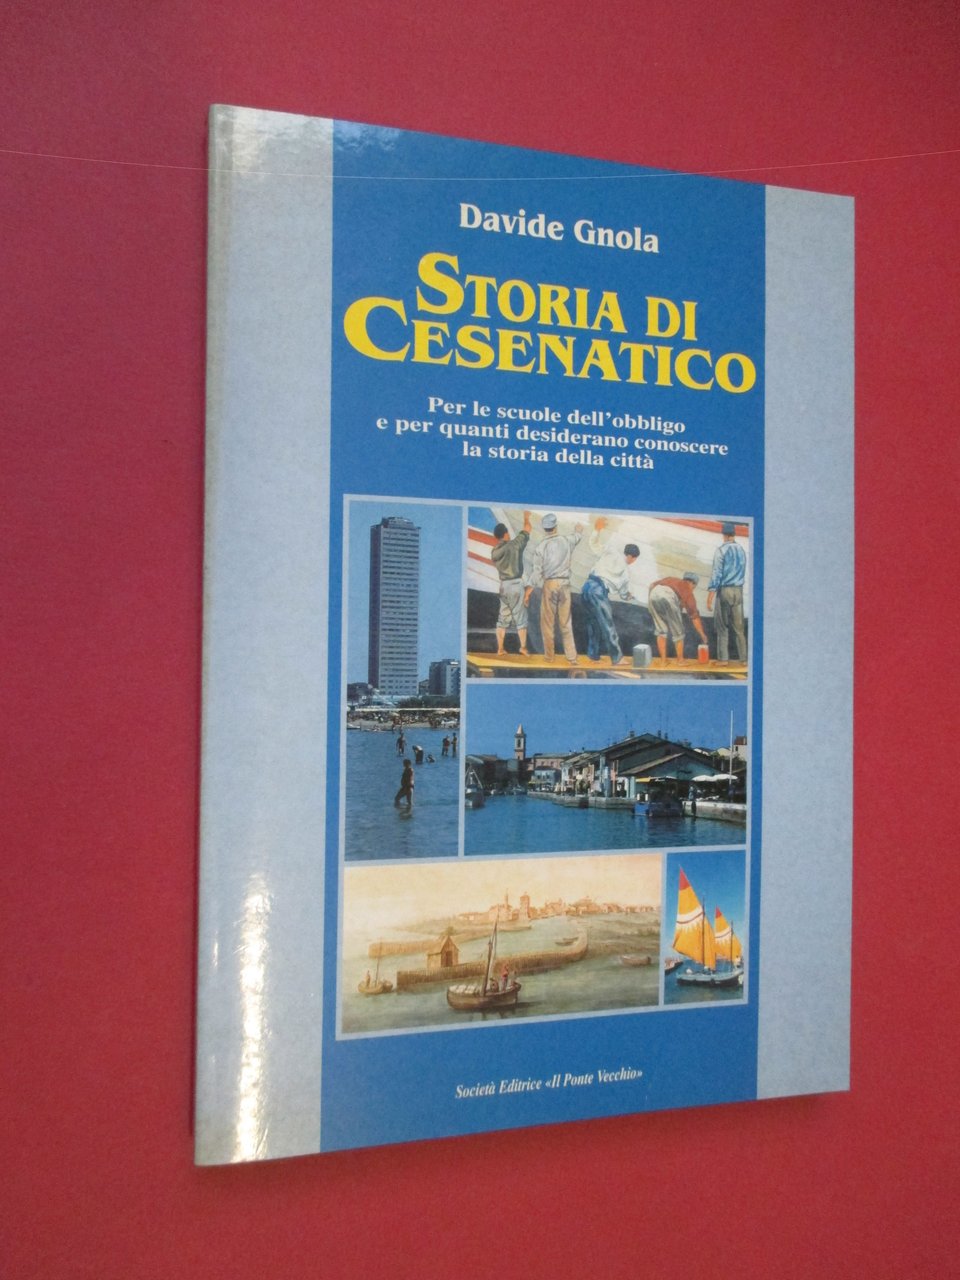 Davide Gnola
STORIA DI
CESENATICO
Per le scuole dell'obbligo
e per quanti desiderano conoscere
la storia della città
Società Editrice «Il Ponte Vecchio»